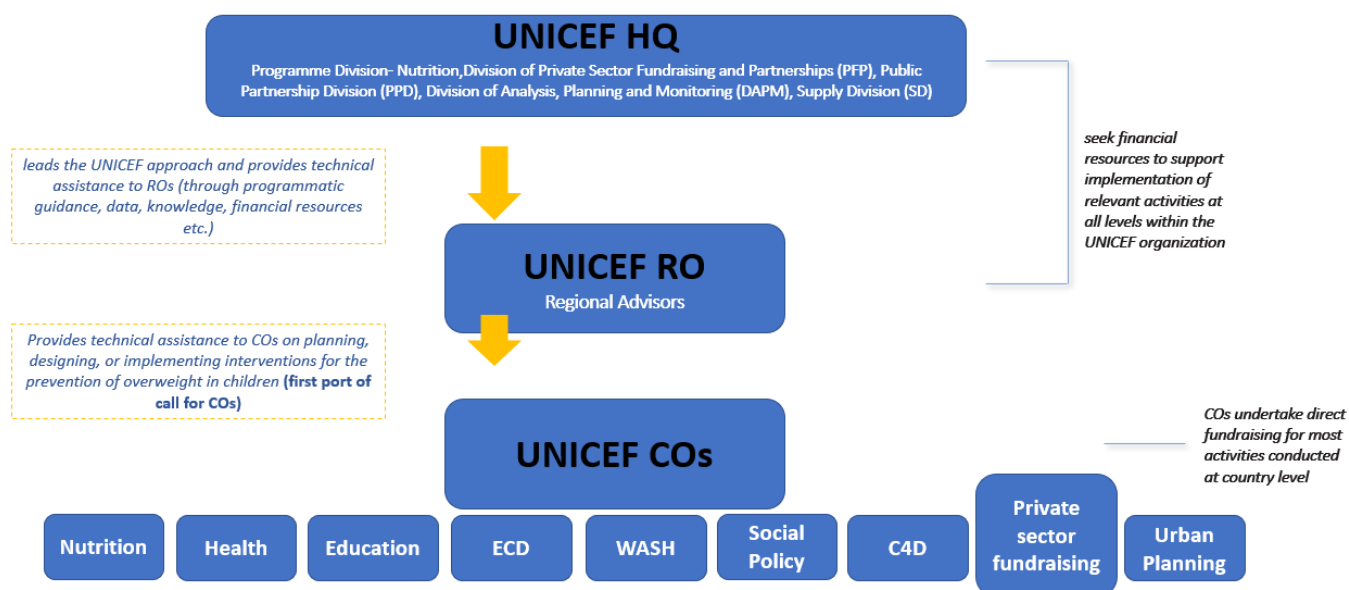 UNICEF HQ
Programme Division- Nutrition,Division of Private Sector Fundraising and Partnerships (PFP), Public
Partnership Division (PPD), Division of Analysis, Planning and Monitoring (DAPM), Supply Division (SD)
seek financial
resources to support
implementation of
relevant activities at
all levels within the
UNICEF organization
leads the UNICEF approach and provides technical
assistance to ROs (through programmatic
guidance, data, knowledge, financial resources
etc.)
UNICEF RO
Regional Advisors
Provides technical assistance to COs on planning,
designing, or implementing interventions for the
prevention of overweight in children (first port of
call for COs)
UNICEF COs
COs undertake direct
fundraising for most
activities conducted
at country level
Nutrition
Health
Education
ECD
WASH
Social
Policy
C4D
Private
sector
fundraising
Urban
Planning